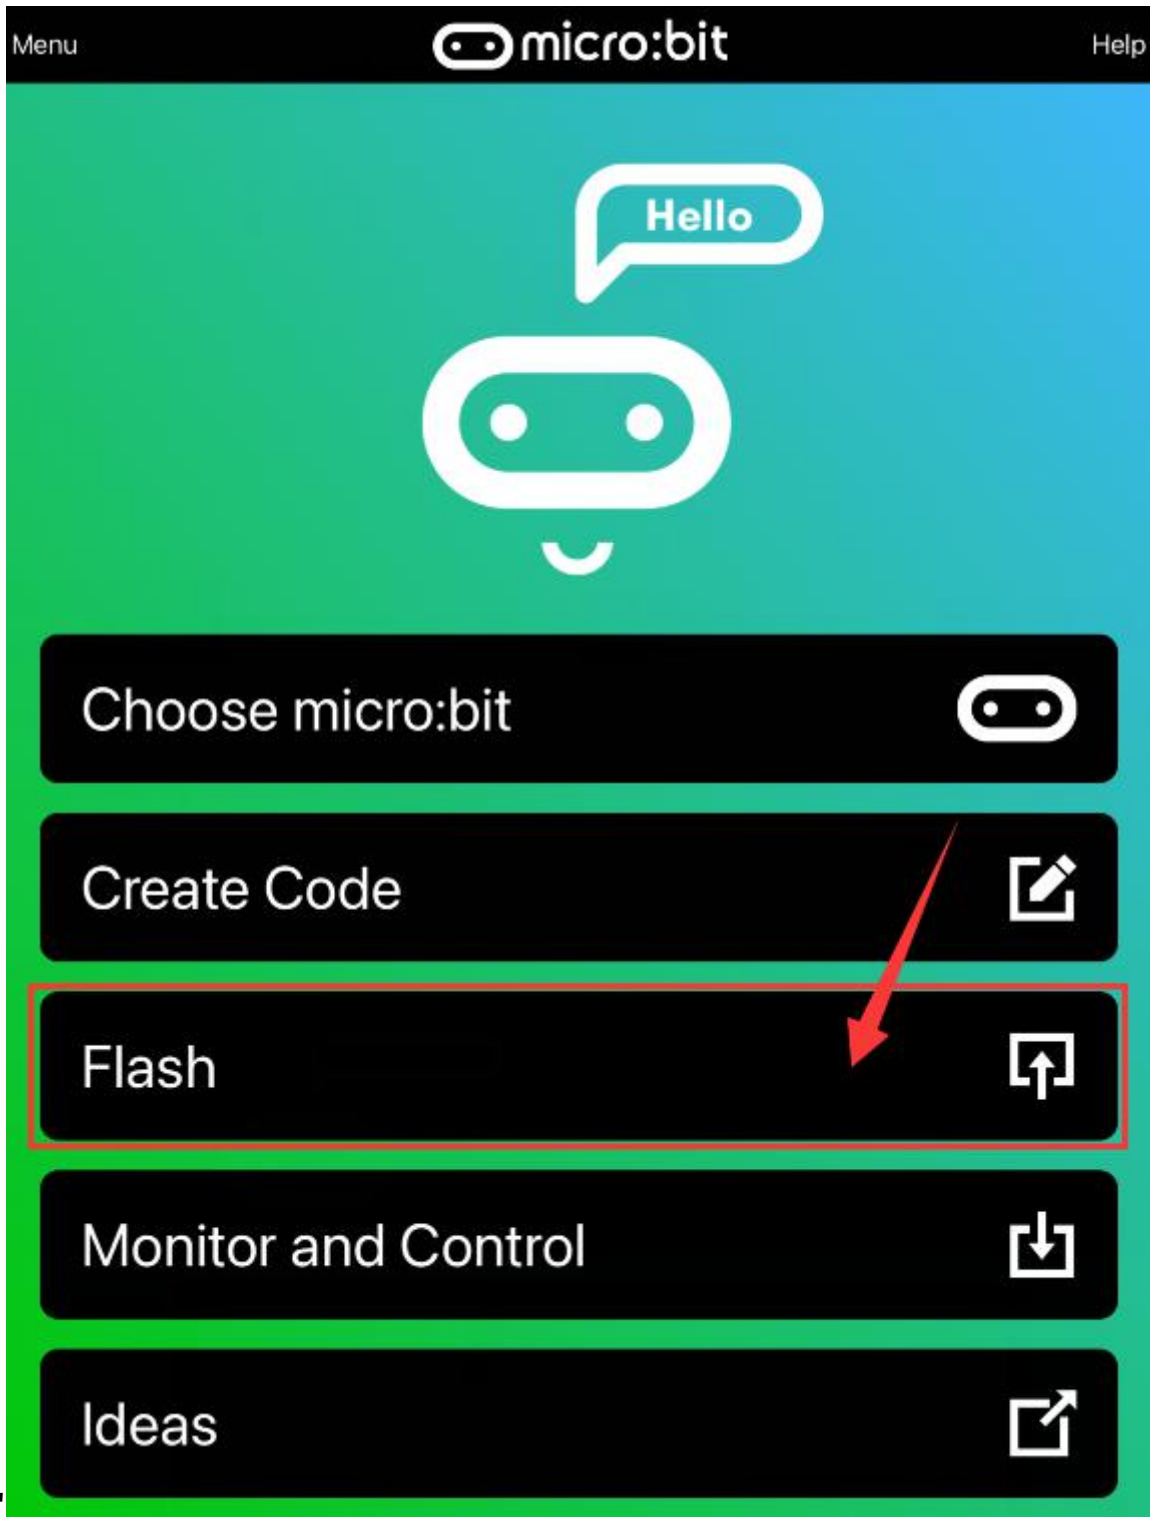 Menu
micro:bit
Help
Hello
Choose micro:bit
Create Code
Flash
Monitor and Control
Ideas